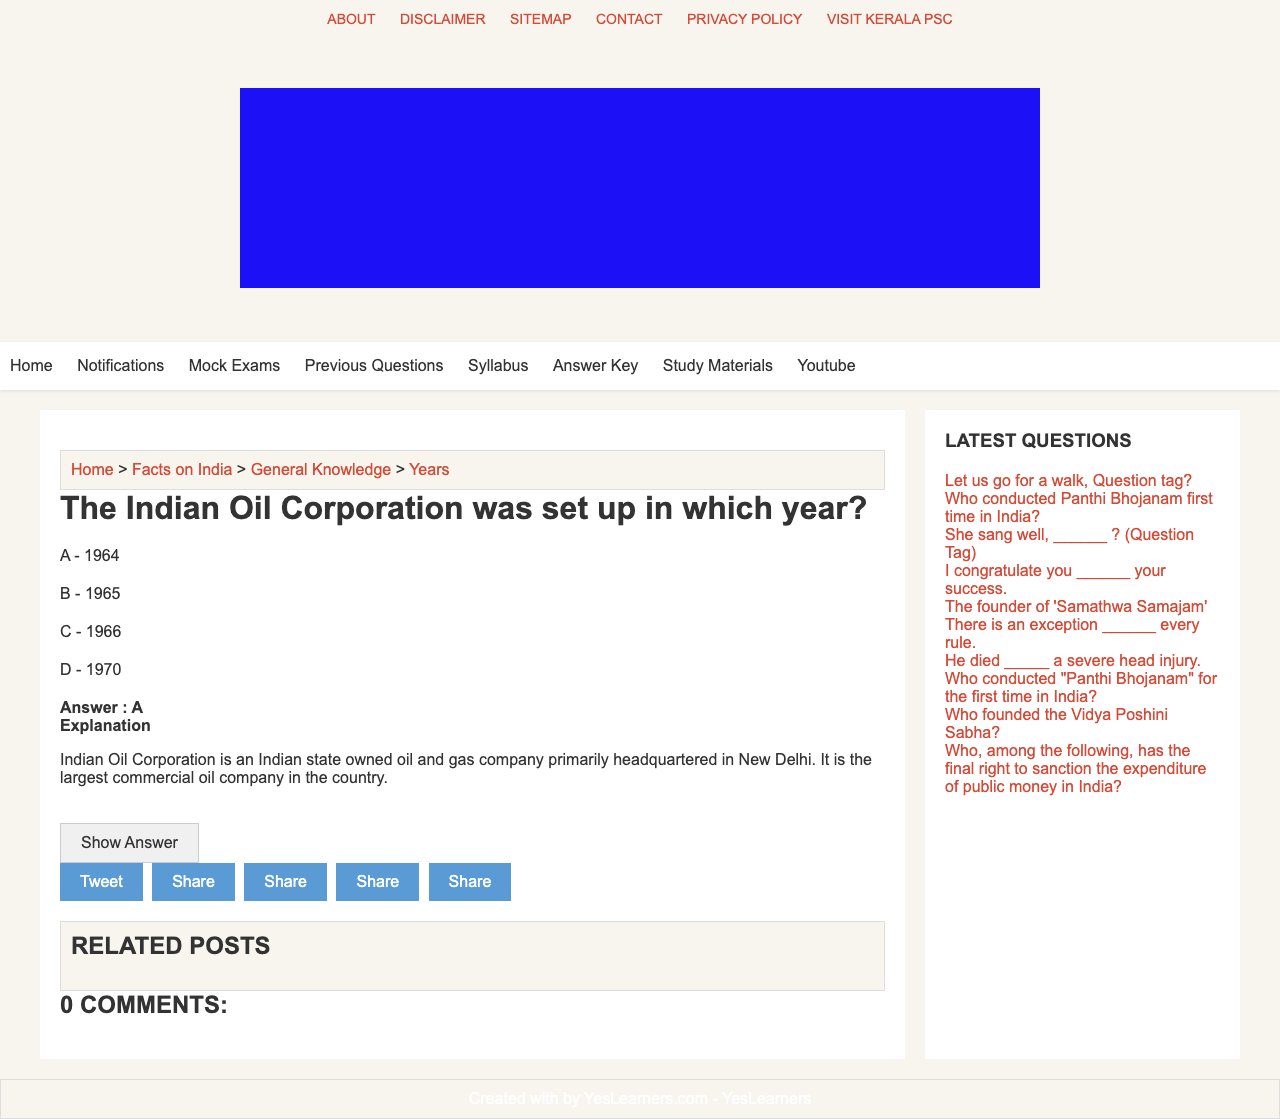 ABOUT DISCLAIMER SITEMAP CONTACT PRIVACY POLICY VISIT KERALA PSC
Home Notifications Mock Exams Previous Questions Syllabus Answer Key Study Materials Youtube
Home > Facts on India > General Knowledge > Years
The Indian Oil Corporation was set up in which year?
A - 1964
B - 1965
C - 1966
D - 1970
Answer : A
Explanation
Indian Oil Corporation is an Indian state owned oil and gas company primarily headquartered in New Delhi. It is the
largest commercial oil company in the country.
Show Answer
Tweet Share Share Share Share
RELATED POSTS
0 COMMENTS:
LATEST QUESTIONS
Let us go for a walk, Question tag?
Who conducted Panthi Bhojanam first
time in India?
She sang well, ______ ? (Question
Tag)
I congratulate you ______ your
success.
The founder of 'Samathwa Samajam'
There is an exception ______ every
rule.
He died _____ a severe head injury.
Who conducted "Panthi Bhojanam" for
the first time in India?
Who founded the Vidya Poshini
Sabha?
Who, among the following, has the
final right to sanction the expenditure
of public money in India?
Created with by YesLearners.com - YesLearners